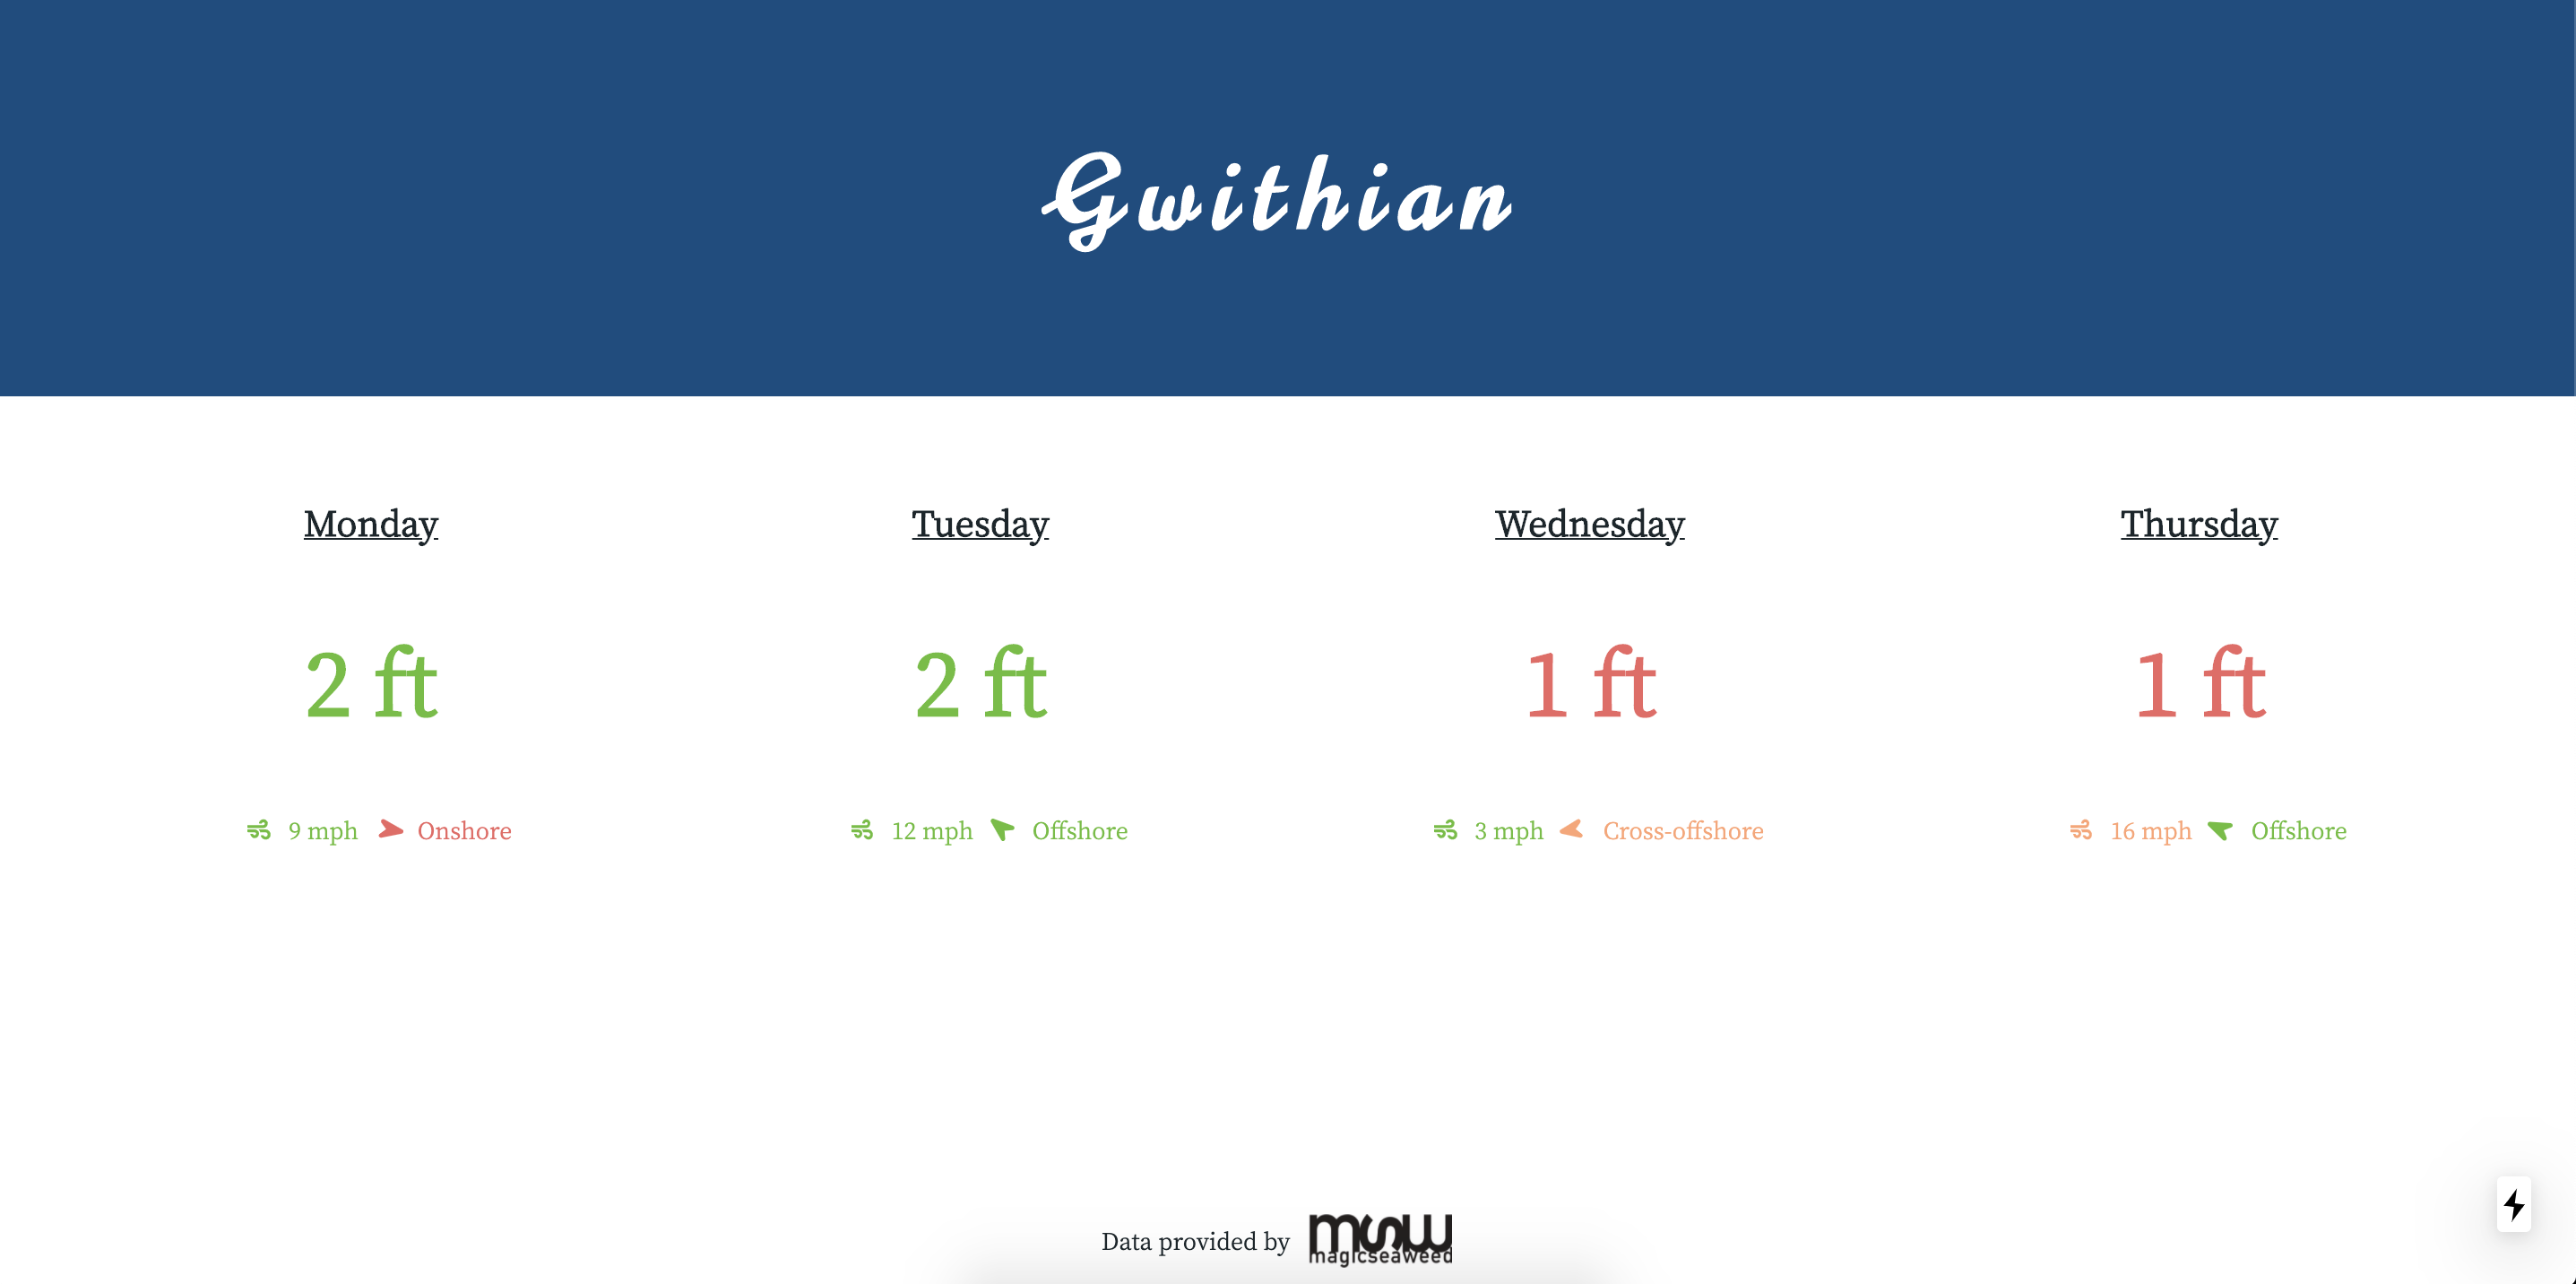 Gwithian
Monday Tuesday Wednesday Thursday
2 ft 2 ft 1 ft 1 ft
9 mph Onshore 12 mph Offshore 3 mph Cross-offshore 16 mph Offshore
Data provided by msw
magicseaweed